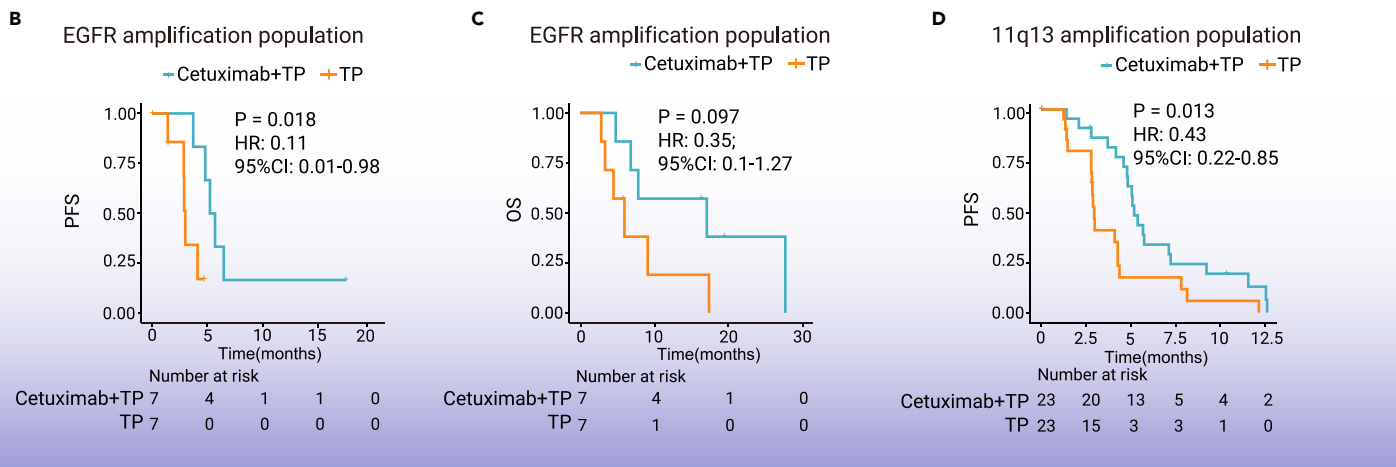 B
EGFR amplification population
Cetuximab+TP TP
P = 0.018
HR: 0.11
95%CI: 0.01-0.98
PFS
1.00
0.75
0.50
0.25
0.00
0 5 10 15 20
Time(months)
Number at risk
Cetuximab+TP 7 4 1 1 0
TP 7 0 0 0 0
C
EGFR amplification population
Cetuximab+TP TP
P = 0.097
HR: 0.35;
95%CI: 0.1-1.27
OS
1.00
0.75
0.50
0.25
0.00
0 10 20 30
Time(months)
Number at risk
Cetuximab+TP 7 4 1 0
TP 7 1 0 0
D
11q13 amplification population
Cetuximab+TP TP
P = 0.013
HR: 0.43
95%CI: 0.22-0.85
PFS
1.00
0.75
0.50
0.25
0.00
0 2.5 5 7.5 10 12.5
Time(months)
Number at risk
Cetuximab+TP 23 20 13 5 4 2
TP 23 15 3 3 1 0